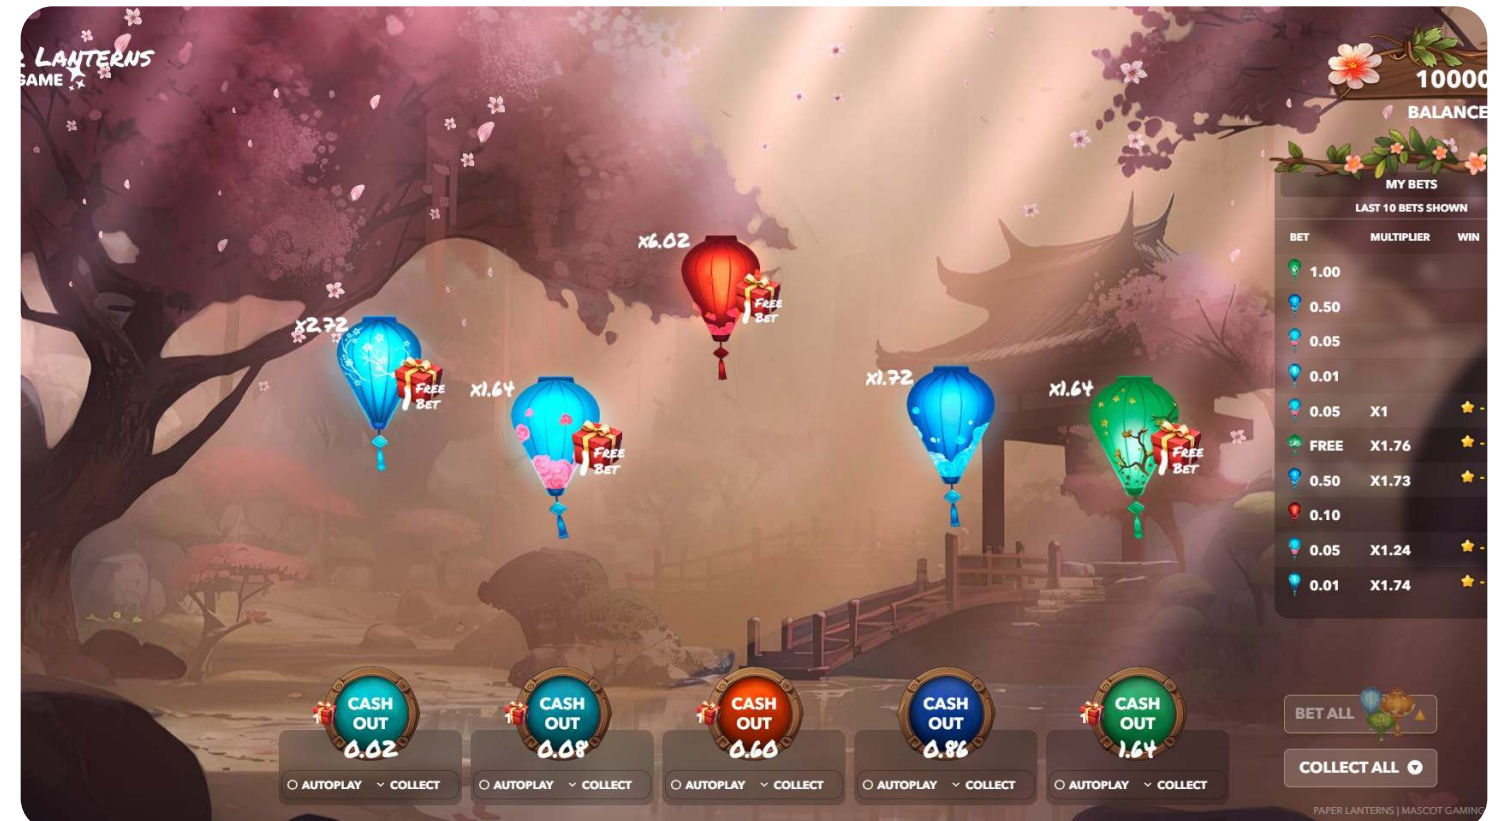 R LANTERNS
GAME
10000
BALANCE
MY BETS
LAST 10 BETS SHOWN
BET MULTIPLIER WIN
1.00
0.50
0.05
0.01
0.05 X1 -
FREE X1.76 -
0.50 X1.73 -
0.10
0.05 X1.24 -
0.01 X1.74 -
x6.02
1 FREE
BET
x2.72
1 FREE
BET
x1.64
1 FREE
BET
x1.72
x1.64
1 FREE
BET
CASH
OUT
0.02
CASH
OUT
0.08
CASH
OUT
0.60
CASH
OUT
0.86
CASH
OUT
1.64
AUTOPLAY COLLECT
AUTOPLAY COLLECT
AUTOPLAY COLLECT
AUTOPLAY COLLECT
AUTOPLAY COLLECT
BET ALL
COLLECT ALL
PAPER LANTERNS | MASCOT GAMING